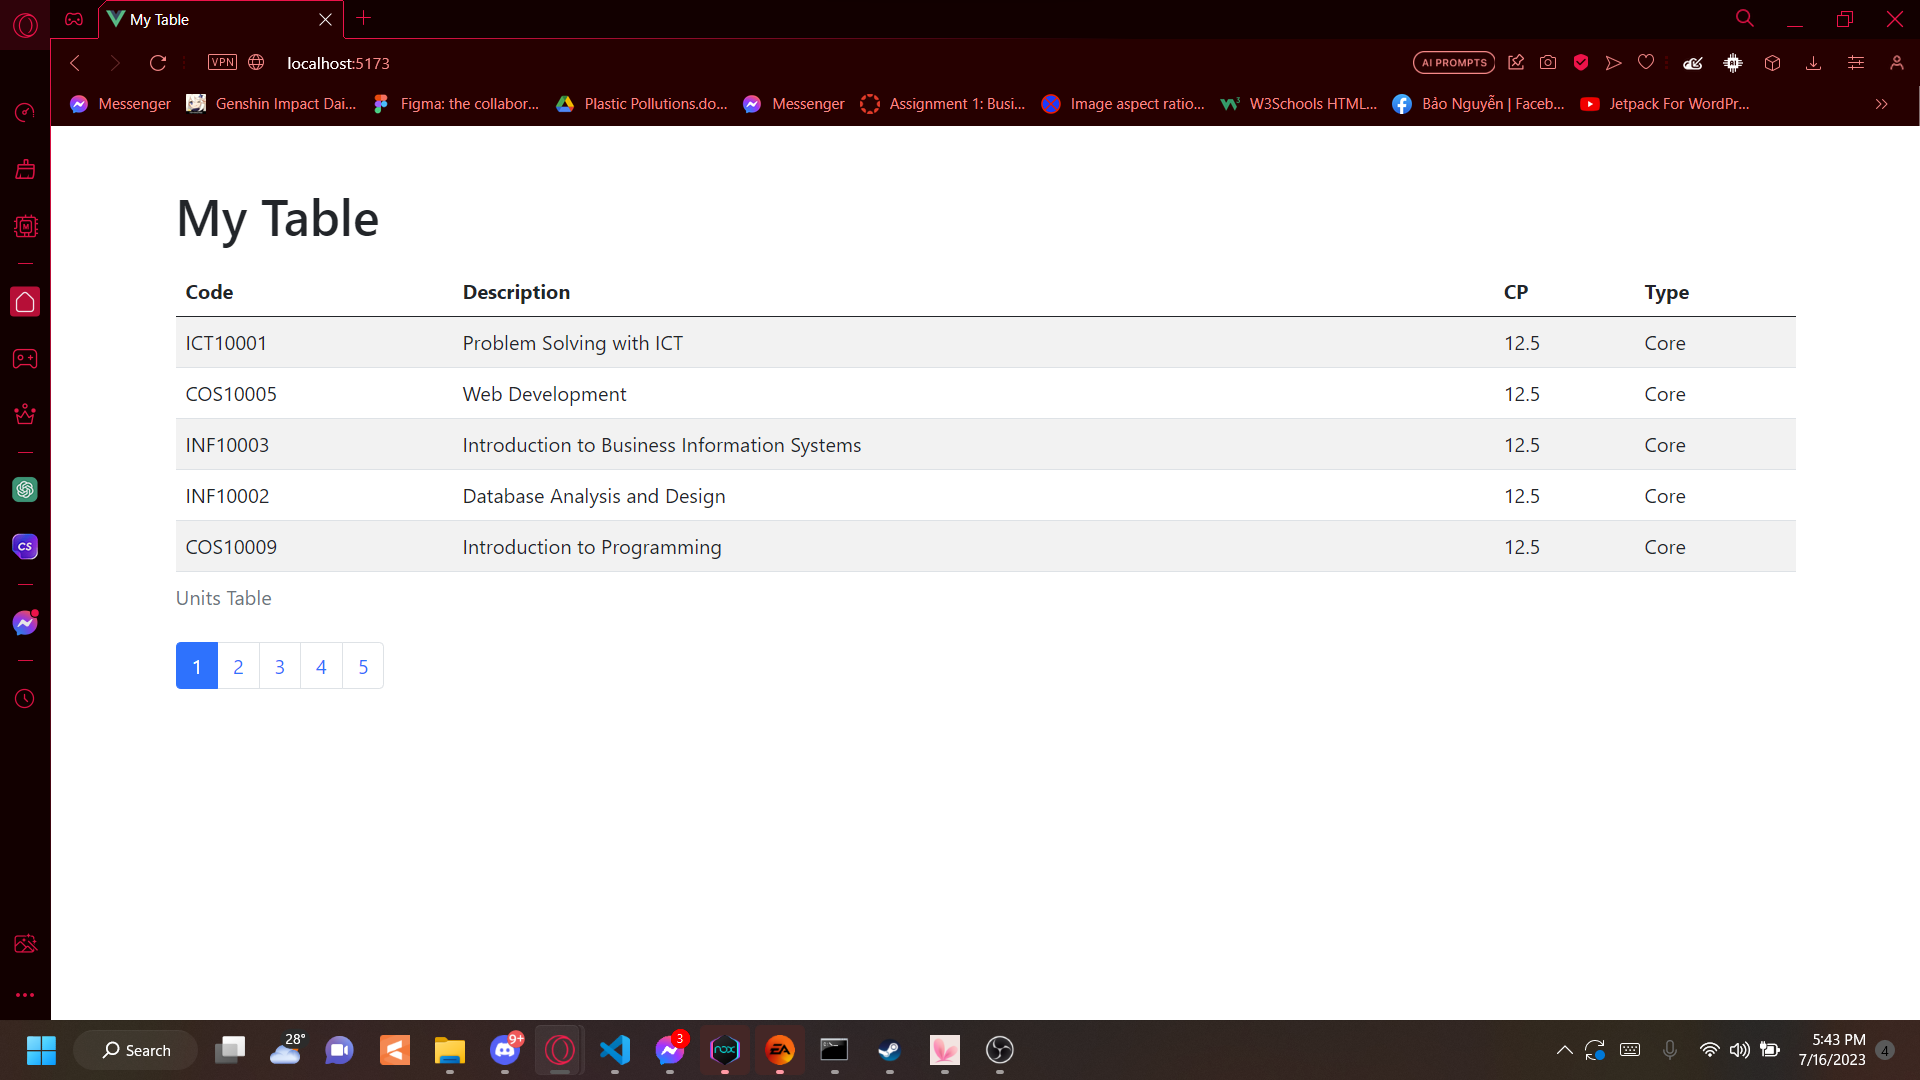 My Table
VPN
localhost:5173
AI PROMPTS
Messenger
Genshin Impact Dai...
Figma: the collabor...
Plastic Pollutions.do...
Messenger
Assignment 1: Busi...
Image aspect ratio...
W3Schools HTML...
Bảo Nguyễn | Faceb...
Jetpack For WordPr...
My Table
Code Description CP Type
ICT10001 Problem Solving with ICT 12.5 Core
COS10005 Web Development 12.5 Core
INF10003 Introduction to Business Information Systems 12.5 Core
INF10002 Database Analysis and Design 12.5 Core
COS10009 Introduction to Programming 12.5 Core
Units Table
1 2 3 4 5
CS
Search
28°
9+
3
nox
EA
5:43 PM
7/16/2023
4